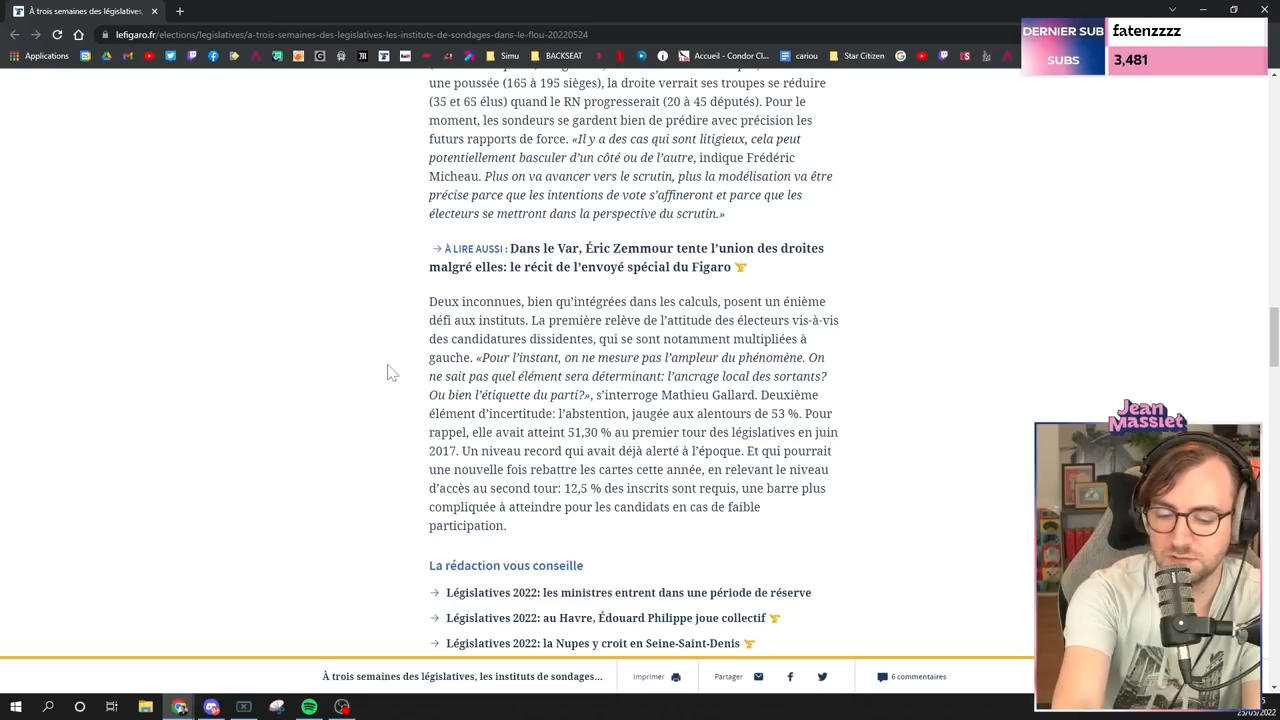 À trois semaines des législatives, l
lefigaro.fr/elections/legislatives/a-trois-semaines-des-legislatives-les-instituts-de-sondages-dans-le-flou-20220524
Applications
Simu
BACKSEAT
Accueil - Condor Cl...
cariou
Star Citizen
DERNIER SUB fatenzzzz
SUBS 3,481
une poussée (165 à 195 sièges), la droite verrait ses troupes se réduire
(35 et 65 élus) quand le RN progresserait (20 à 45 députés). Pour le
moment, les sondeurs se gardent bien de prédire avec précision les
futurs rapports de force. «Il y a des cas qui sont litigieux, cela peut
potentiellement basculer d’un côté ou de l’autre, indique Frédéric
Micheau. Plus on va avancer vers le scrutin, plus la modélisation va être
précise parce que les intentions de vote s’affineront et parce que les
électeurs se mettront dans la perspective du scrutin.»
À LIRE AUSSI : Dans le Var, Éric Zemmour tente l’union des droites
malgré elles: le récit de l’envoyé spécial du Figaro
Deux inconnues, bien qu’intégrées dans les calculs, posent un énième
défi aux instituts. La première relève de l’attitude des électeurs vis-à-vis
des candidatures dissidentes, qui se sont notamment multipliées à
gauche. «Pour l’instant, on ne mesure pas l’ampleur du phénomène. On
ne sait pas quel élément sera déterminant: l’ancrage local des sortants?
Ou bien l’étiquette du parti?», s’interroge Mathieu Gallard. Deuxième
élément d’incertitude: l’abstention, jaugée aux alentours de 53 %. Pour
rappel, elle avait atteint 51,30 % au premier tour des législatives en juin
2017. Un niveau record qui avait déjà alerté à l’époque. Et qui pourrait
une nouvelle fois rebattre les cartes cette année, en relevant le niveau
d’accès au second tour: 12,5 % des inscrits sont requis, une barre plus
compliquée à atteindre pour les candidats en cas de faible
participation.
La rédaction vous conseille
Législatives 2022: les ministres entrent dans une période de réserve
Législatives 2022: au Havre, Édouard Philippe joue collectif
Législatives 2022: la Nupes y croit en Seine-Saint-Denis
À trois semaines des législatives, les instituts de sondages...
Imprimer
Partager
6 commentaires
Jean
Massiet
25/05/2022